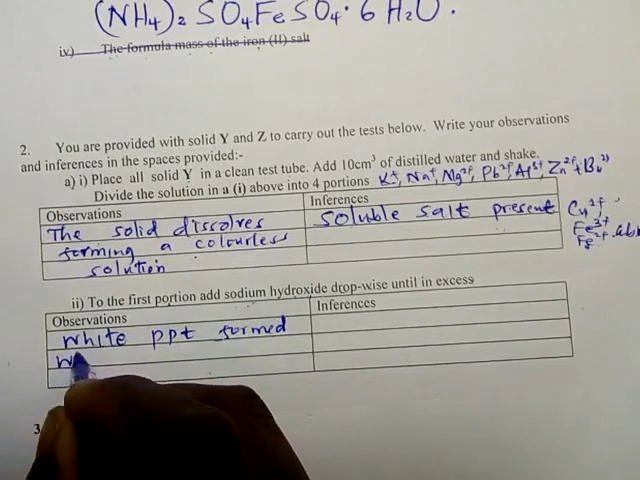 (NH₄)₂ SO₄FeSO₄·6H₂O.
iv) The formula mass of the iron (II) salt
2. You are provided with solid Y and Z to carry out the tests below. Write your observations
and inferences in the spaces provided:-
a) i) Place all solid Y in a clean test tube. Add 10cm³ of distilled water and shake.
Divide the solution in a (i) above into 4 portions K⁺, Na⁺, Mg²⁺, Pb²⁺, Al³⁺, Zn²⁺
Observations
Inferences
The solid dissolves
forming a colourless
solution
soluble salt present
Cu²⁺
Fe³⁺
Fe²⁺
ii) To the first portion add sodium hydroxide drop-wise until in excess
Observations
Inferences
white ppt formed
3